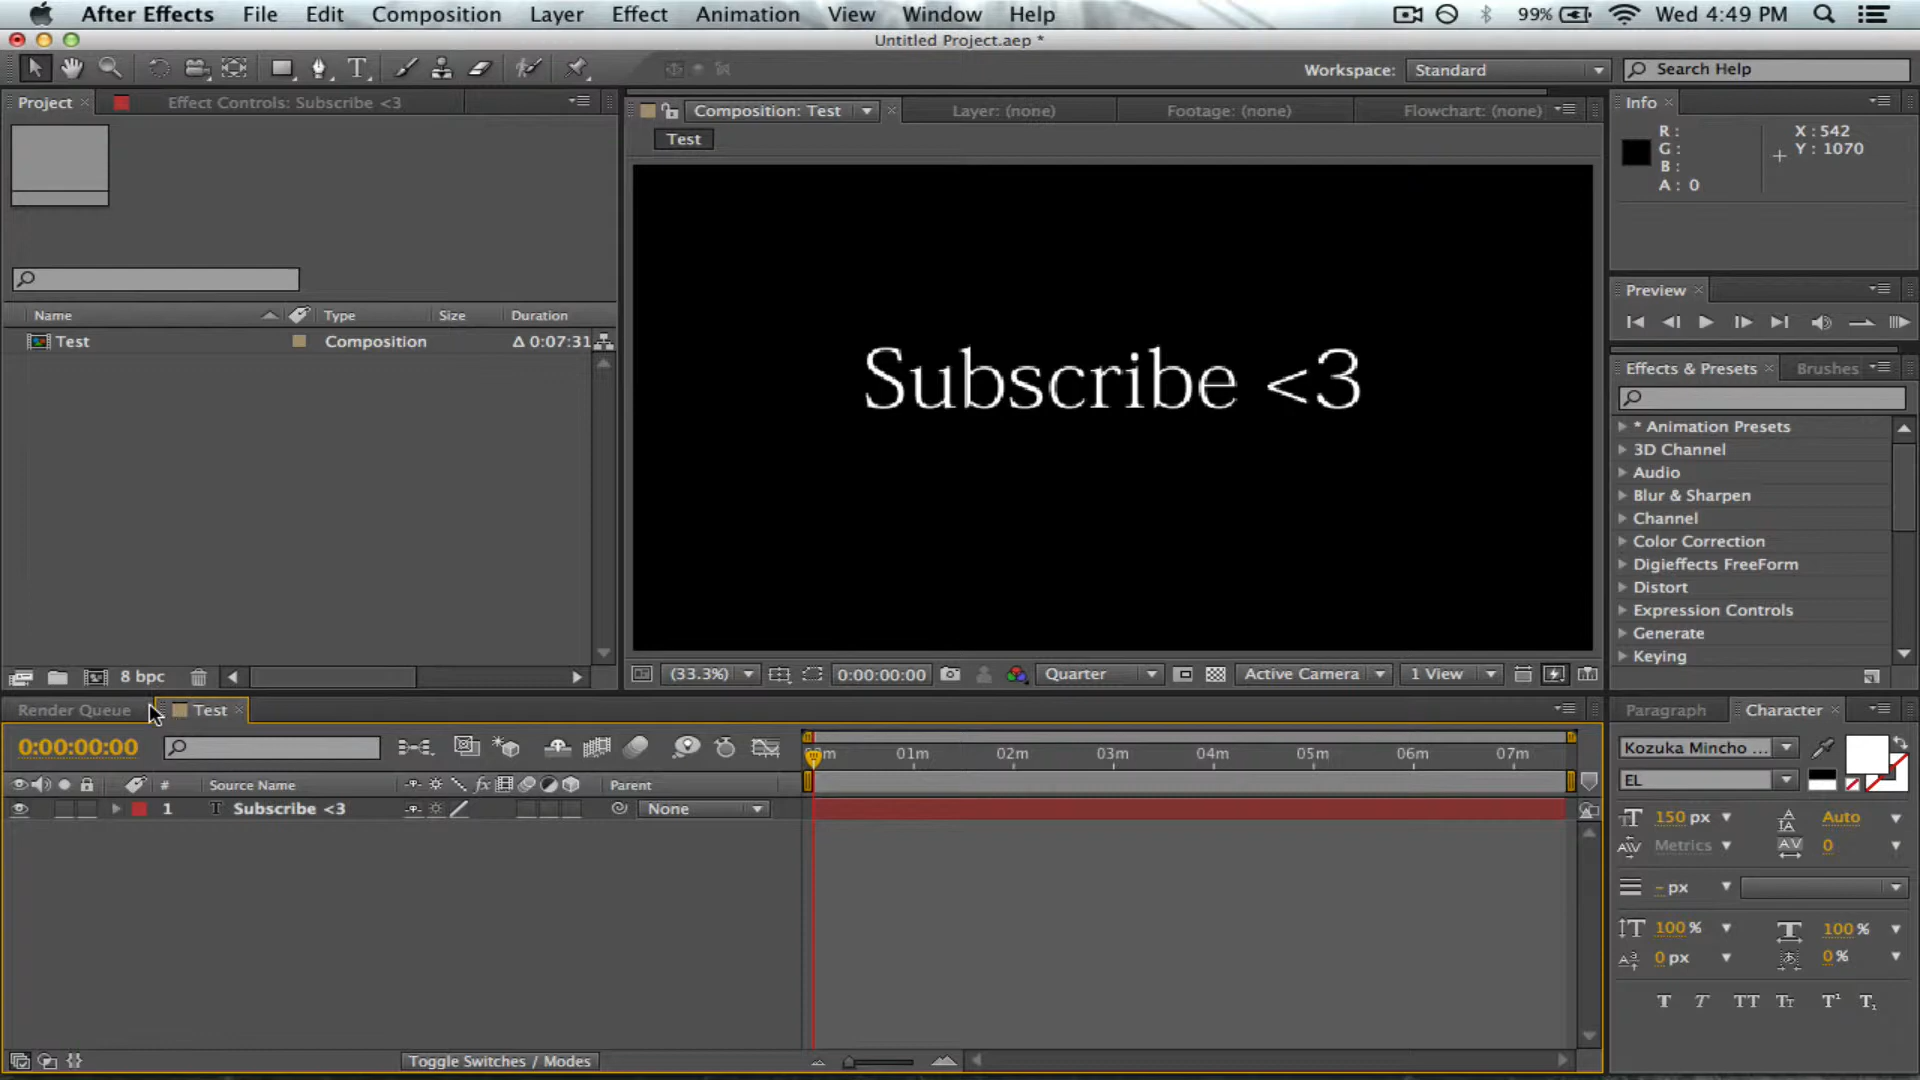 After Effects File Edit Composition Layer Effect Animation View Window Help 99% Wed 4:49 PM
Untitled Project.aep *
Workspace: Standard Search Help
Project Effect Controls: Subscribe <3
Composition: Test Layer: (none) Footage: (none) Flowchart: (none)
Test
Info
R :
G :
B :
A : 0
X : 542
Y : 1070
Subscribe <3
Name Type Size Duration
Test Composition Δ 0:07:31
Preview
Effects & Presets Brushes
* Animation Presets
3D Channel
Audio
Blur & Sharpen
Channel
Color Correction
Digieffects FreeForm
Distort
Expression Controls
Generate
Keying
8 bpc
(33.3%) 0:00:00:00 Quarter Active Camera 1 View
Render Queue Test
0:00:00:00
01m 02m 03m 04m 05m 06m 07m
# Source Name fx Parent
1 T Subscribe <3 None
Toggle Switches / Modes
Paragraph Character
Kozuka Mincho ...
EL
150 px Auto
Metrics 0
- px
100 % 100 %
0 px 0 %
T T TT Tt T¹ T₁